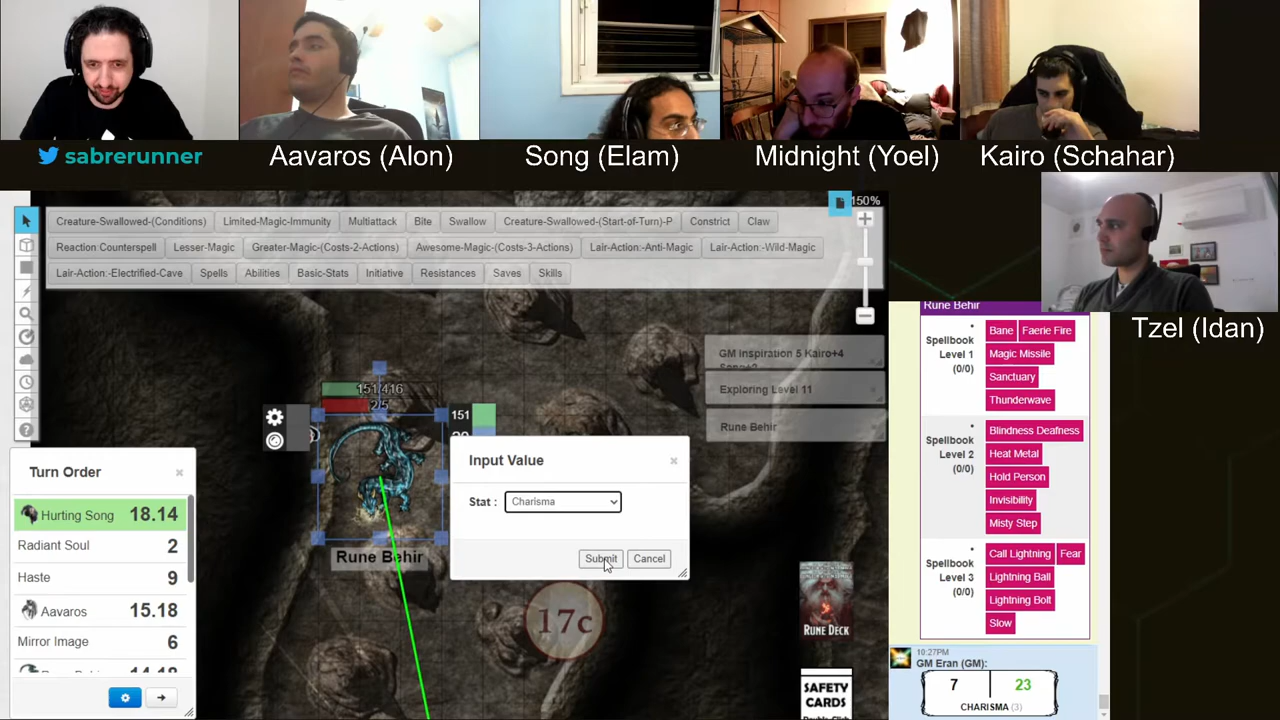 sabrerunner
Aavaros (Alon)
Song (Elam)
Midnight (Yoel)
Kairo (Schahar)
Tzel (Idan)
150%
Creature-Swallowed-(Conditions)
Limited-Magic-Immunity
Multiattack
Bite
Swallow
Creature-Swallowed-(Start-of-Turn)-P
Constrict
Claw
Reaction:Counterspell
Lesser-Magic
Greater-Magic-(Costs-2-Actions)
Awesome-Magic-(Costs-3-Actions)
Lair-Action:-Anti-Magic
Lair-Action:-Wild-Magic
Lair-Action:-Electrified-Cave
Spells
Abilities
Basic-Stats
Initiative
Resistances
Saves
Skills
GM Inspiration 5 Kairo+4
Exploring Level 11
Rune Behir
151/416
2/5
151
Rune Behir
Input Value
Stat :
Charisma
Submit
Cancel
17c
RUNE DECK
SAFETY
CARDS
Turn Order
Hurting Song 18.14
Radiant Soul 2
Haste 9
Aavaros 15.18
Mirror Image 6
Rune Behir
Spellbook Level 1 (0/0)
Bane
Faerie Fire
Magic Missile
Sanctuary
Thunderwave
Spellbook Level 2 (0/0)
Blindness Deafness
Heat Metal
Hold Person
Invisibility
Misty Step
Spellbook Level 3 (0/0)
Call Lightning
Fear
Lightning Ball
Lightning Bolt
Slow
10:27PM
GM Eran (GM):
7
23
CHARISMA (3)